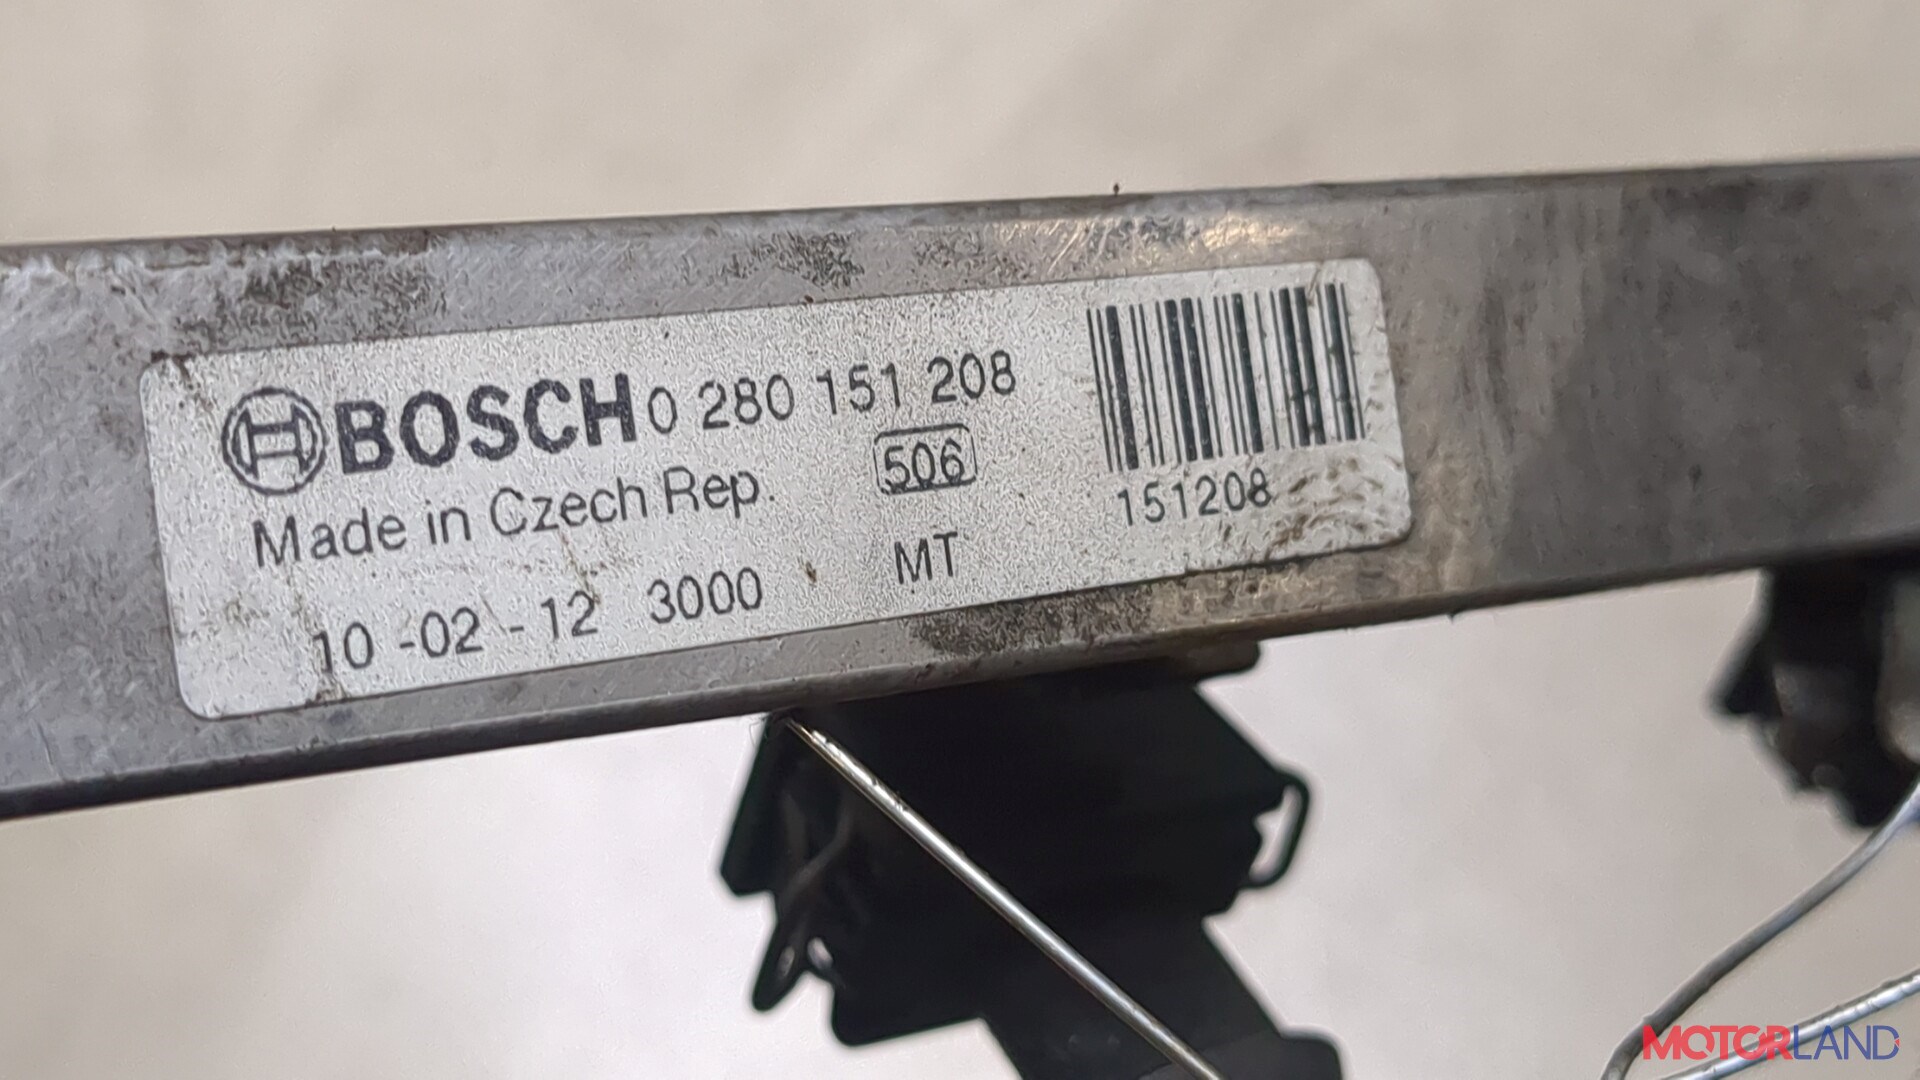 BOSCH 0 280 151 208
506
Made in Czech Rep.
151208
10 -02 - 12 3000 MT
MOTORLAND